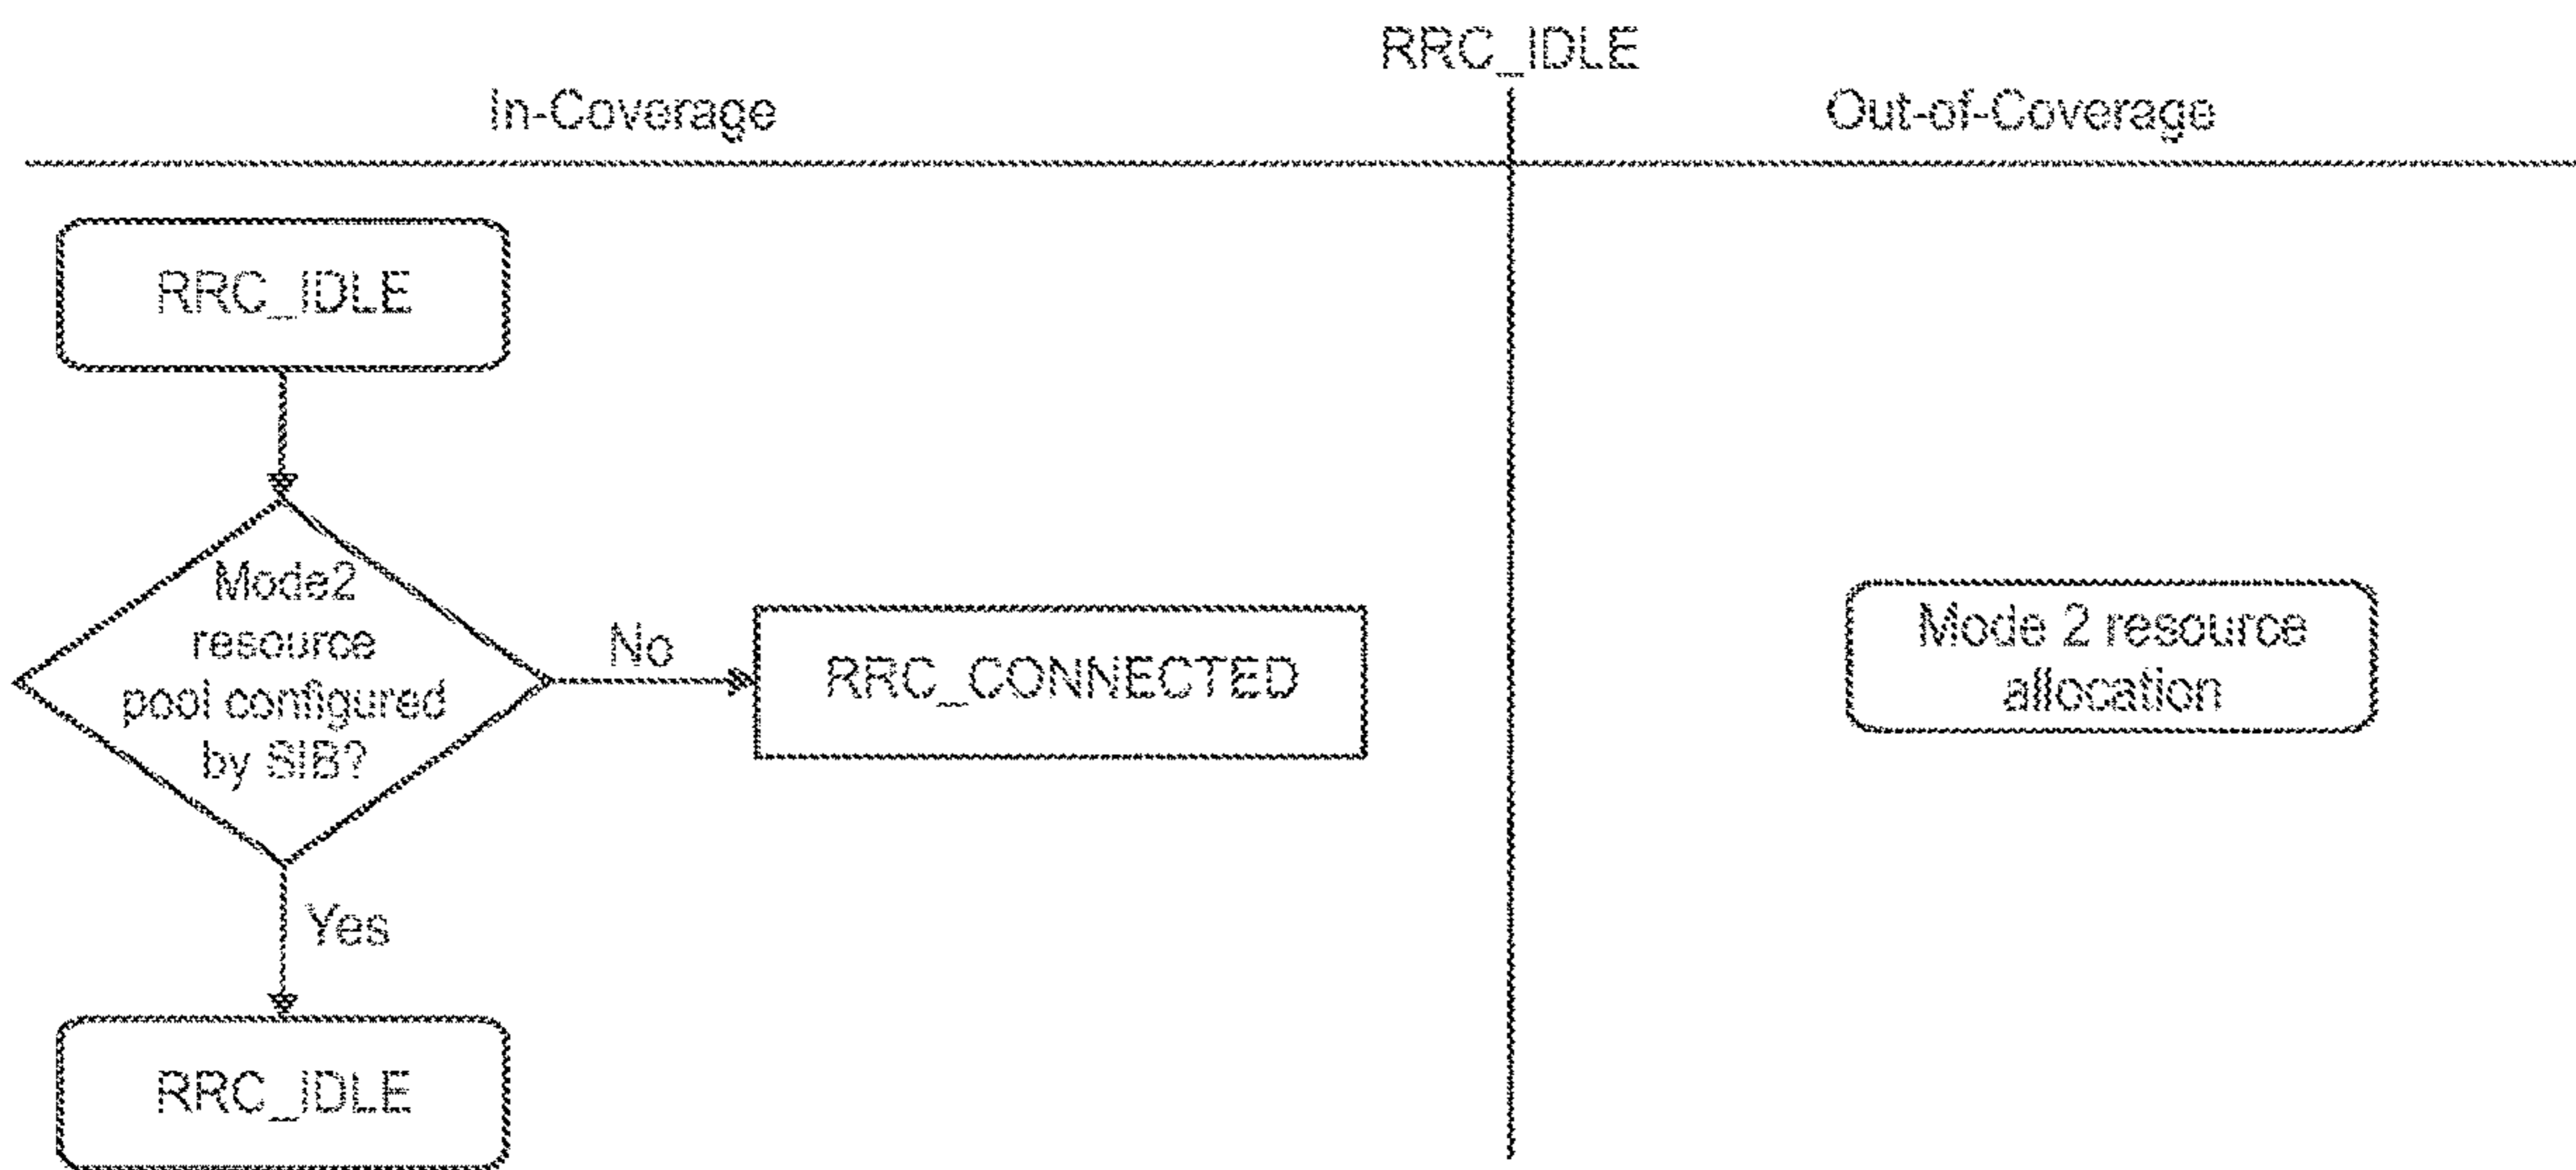 RRC_IDLE
In-Coverage
Out-of-Coverage
RRC_IDLE
Mode2
resource
pool configured
by SIB?
No
RRC_CONNECTED
Mode 2 resource
allocation
Yes
RRC_IDLE